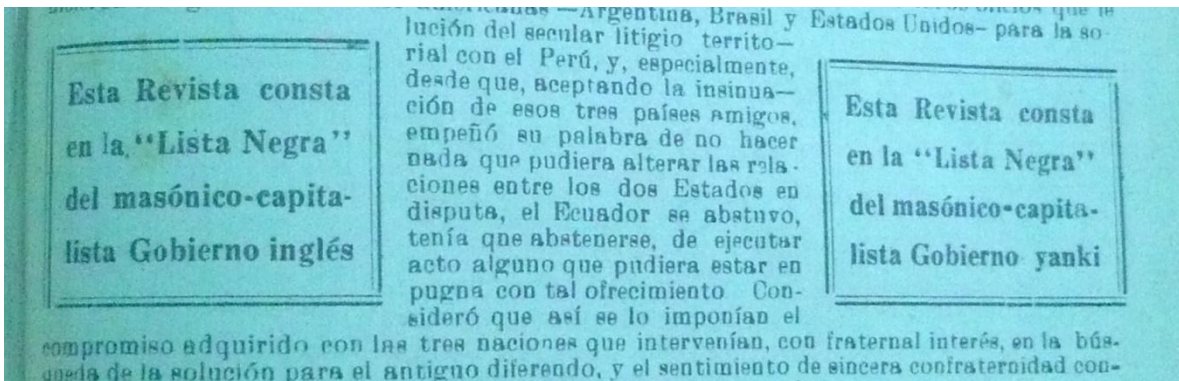 —Argentina, Brasil y Estados Unidos- para la so-
lución del secular litigio territo—
rial con el Perú, y, especialmente,
desde que, aceptando la insinua—
ción de esos tres países amigos,
empeñó su palabra de no hacer
nada que pudiera alterar las rela-
ciones entre los dos Estados en
disputa, el Ecuador se abstuvo,
tenía qne abstenerse, de ejecutar
acto alguno que pudiera estar en
pugna con tal ofrecimiento Con-
sideró que así se lo imponían el
compromiso adquirido con las tres naciones que intervenían, con fraternal interés, en la bús-
queda de la solución para el antiguo diferendo, y el sentimiento de sincera confraternidad con-
Esta Revista consta
en la "Lista Negra"
del masónico-capita-
lista Gobierno inglés
Esta Revista consta
en la "Lista Negra"
del masónico-capita-
lista Gobierno yanki